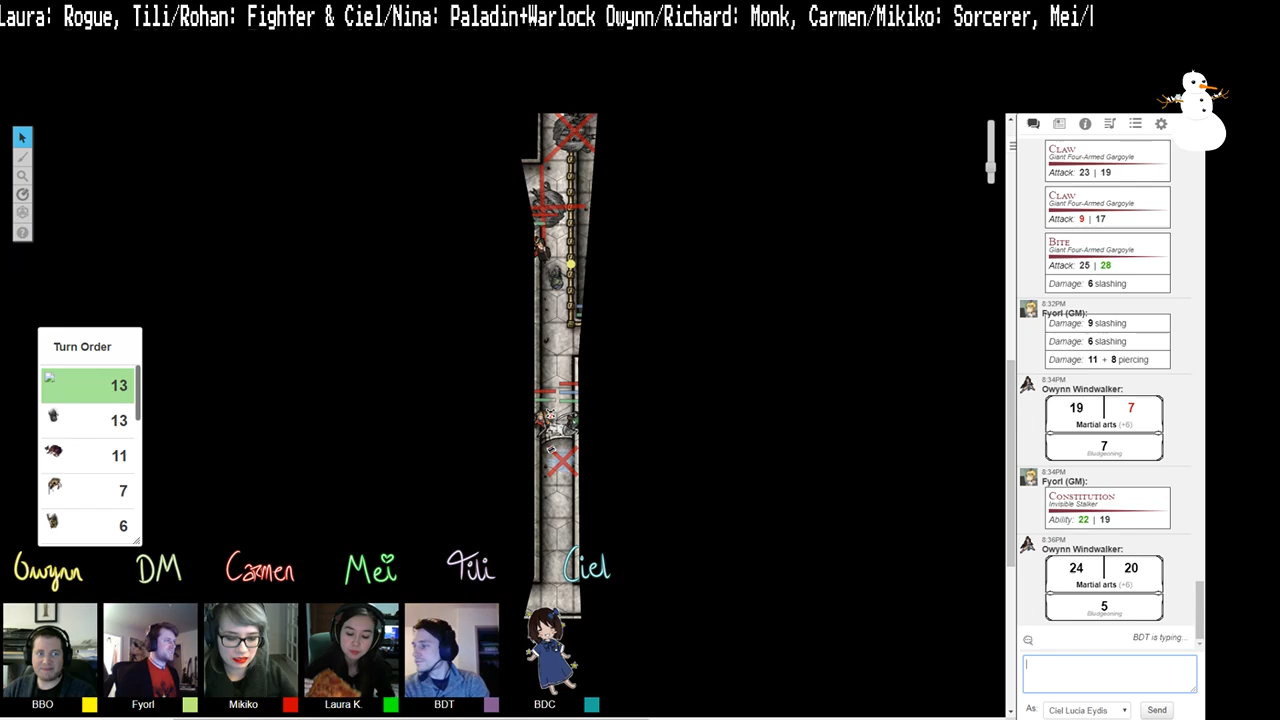 Laura: Rogue, Tili/Rohan: Fighter & Ciel/Nina: Paladin+Warlock Owynn/Richard: Monk, Carmen/Mikiko: Sorcerer, Mei/
Turn Order
13
13
11
7
6
Owynn
DM
Carmen
Mei
Tili
Ciel
BBO
Fyorl
Mikiko
Laura K.
BDT
BDC
CLAW
Giant Four-Armed Gargoyle
Attack: 23 | 19
CLAW
Giant Four-Armed Gargoyle
Attack: 9 | 17
BITE
Giant Four-Armed Gargoyle
Attack: 25 | 28
Damage: 6 slashing
8:32PM
Fyorl (GM):
Damage: 9 slashing
Damage: 6 slashing
Damage: 11 + 8 piercing
8:34PM
Owynn Windwalker:
19 7
Martial arts (+6)
7
Bludgeoning
8:34PM
Fyorl (GM):
CONSTITUTION
Invisible Stalker
Ability: 22 | 19
8:36PM
Owynn Windwalker:
24 20
Martial arts (+6)
5
Bludgeoning
BDT is typing...
As: Ciel Lucia Eydis
Send